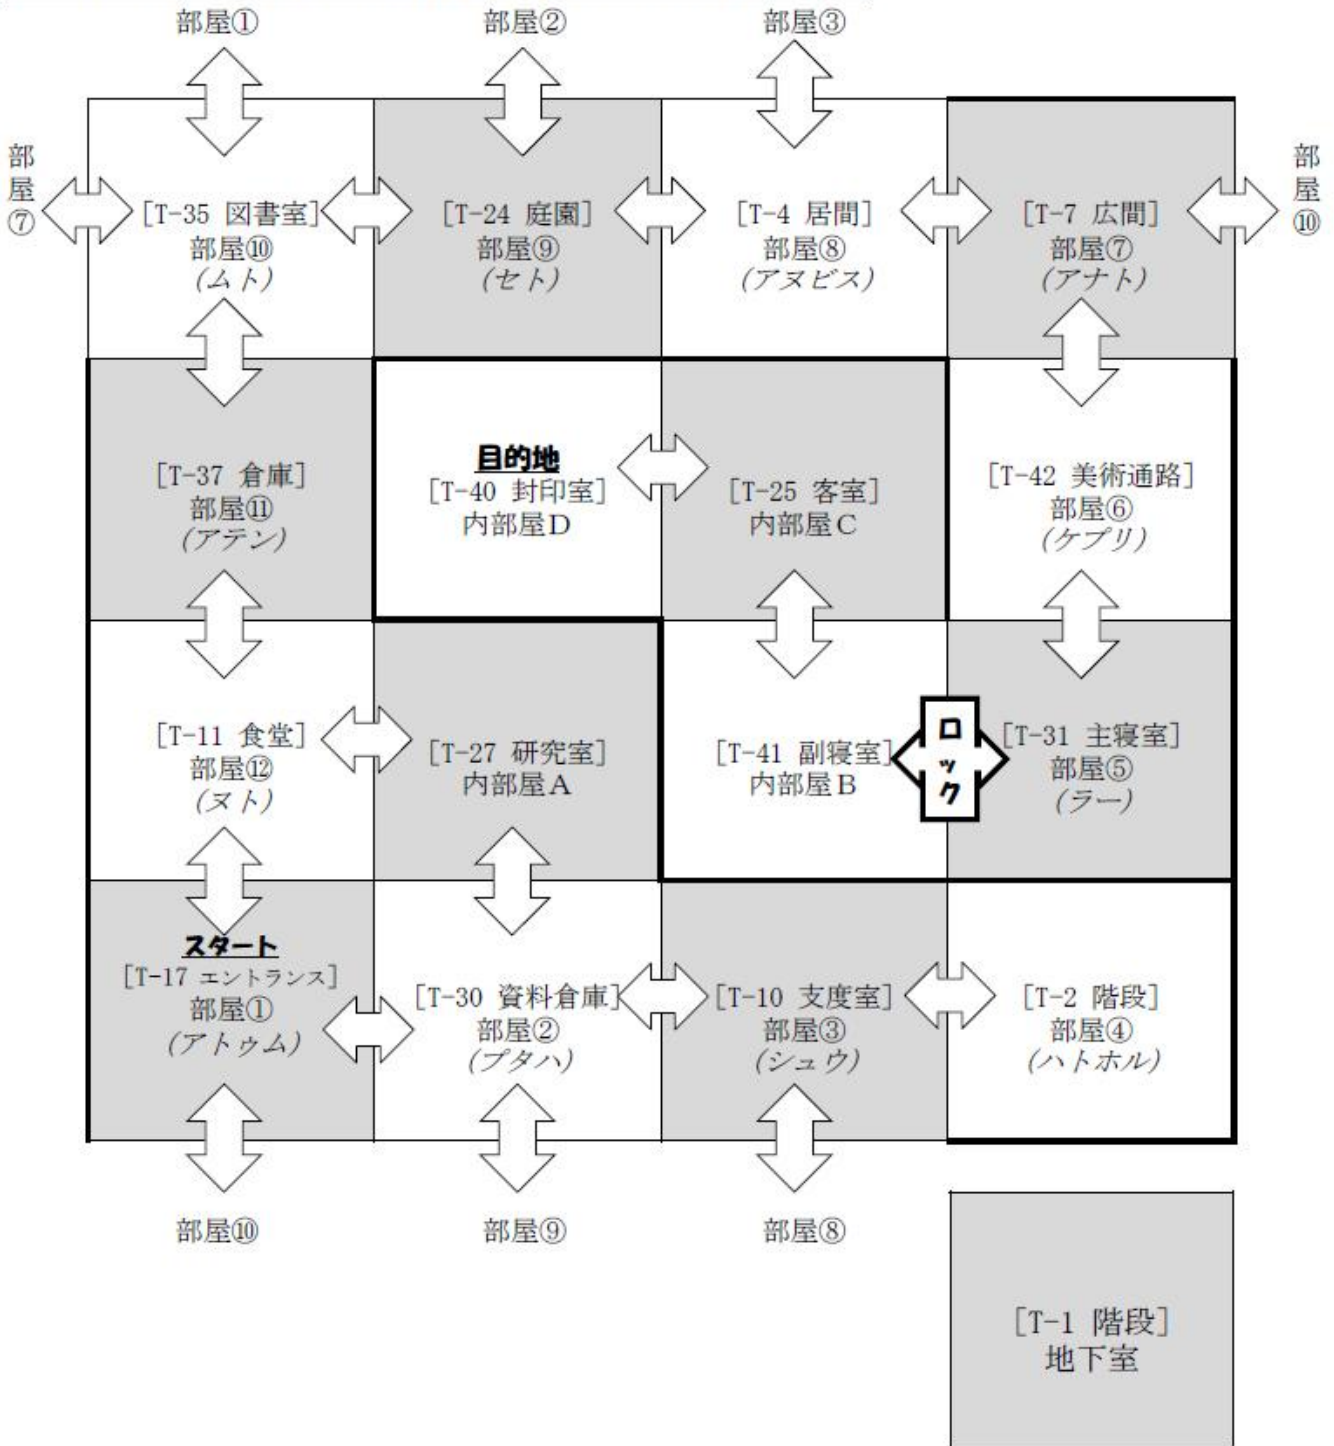 部屋①
部屋②
部屋③
部屋⑦
[T-35 図書室]
部屋⑩
(ムト)
[T-24 庭園]
部屋⑨
(セト)
[T-4 居間]
部屋⑧
(アヌビス)
[T-7 広間]
部屋⑦
(アナト)
部屋⑩
[T-37 倉庫]
部屋⑪
(アテン)
目的地
[T-40 封印室]
内部屋D
[T-25 客室]
内部屋C
[T-42 美術通路]
部屋⑥
(ケプリ)
[T-11 食堂]
部屋⑫
(ヌト)
[T-27 研究室]
内部屋A
[T-41 副寝室]
内部屋B
ロック
[T-31 主寝室]
部屋⑤
(ラー)
スタート
[T-17 エントランス]
部屋①
(アトゥム)
[T-30 資料倉庫]
部屋②
(プタハ)
[T-10 支度室]
部屋③
(シュウ)
[T-2 階段]
部屋④
(ハトホル)
部屋⑩
部屋⑨
部屋⑧
[T-1 階段]
地下室